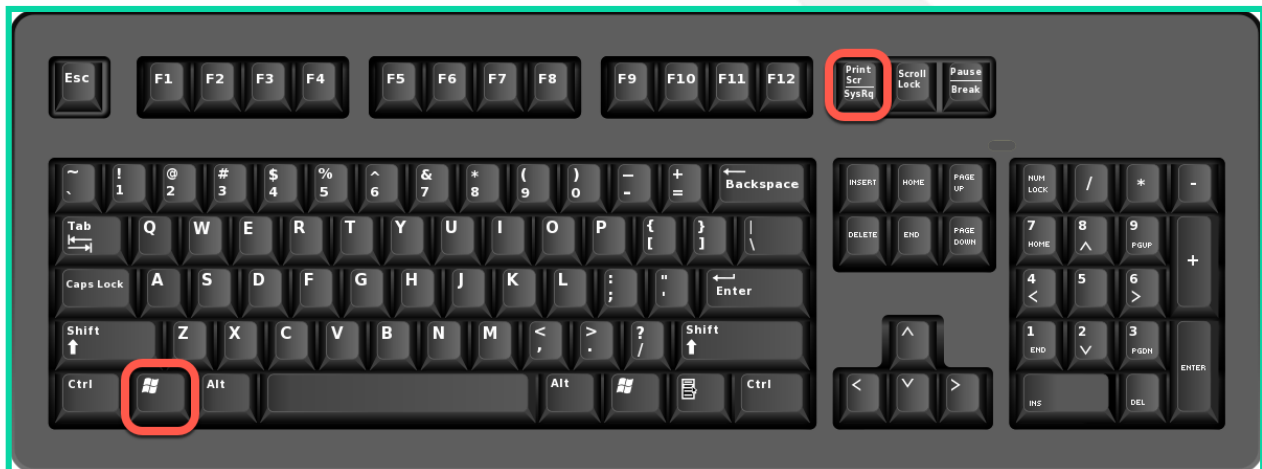 Esc F1 F2 F3 F4 F5 F6 F7 F8 F9 F10 F11 F12 Print Scr SysRq Scroll Lock Pause Break
~ ` ! 1 @ 2 # 3 $ 4 % 5 ^ 6 & 7 * 8 ( 9 ) 0 — - + = Backspace INSERT HOME PAGE UP NUM LOCK / * -
Tab Q W E R T Y U I O P { [ } ] | \ DELETE END PAGE DOWN 7 HOME 8 9 PGUP +
Caps Lock A S D F G H J K L : ; " ' Enter 4 5 6
Shift Z X C V B N M < , > . ? / Shift 1 END 2 3 PGDN ENTER
Ctrl Alt Alt Ctrl INS DEL